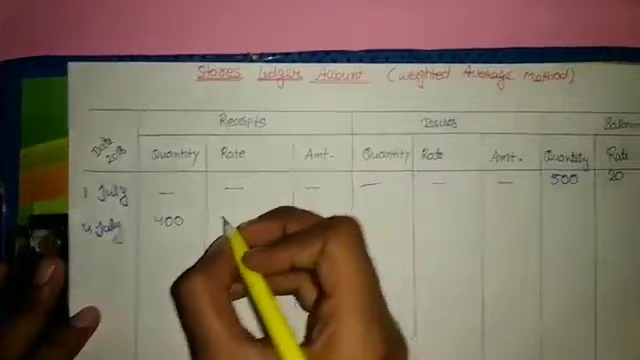 Stores Ledger Account (Weighted Average Method)
Receipts Issues Balance
Date 2018 Quantity Rate Amt. Quantity Rate Amt. Quantity Rate
1 July — — — — — — 500 20
4 July 400